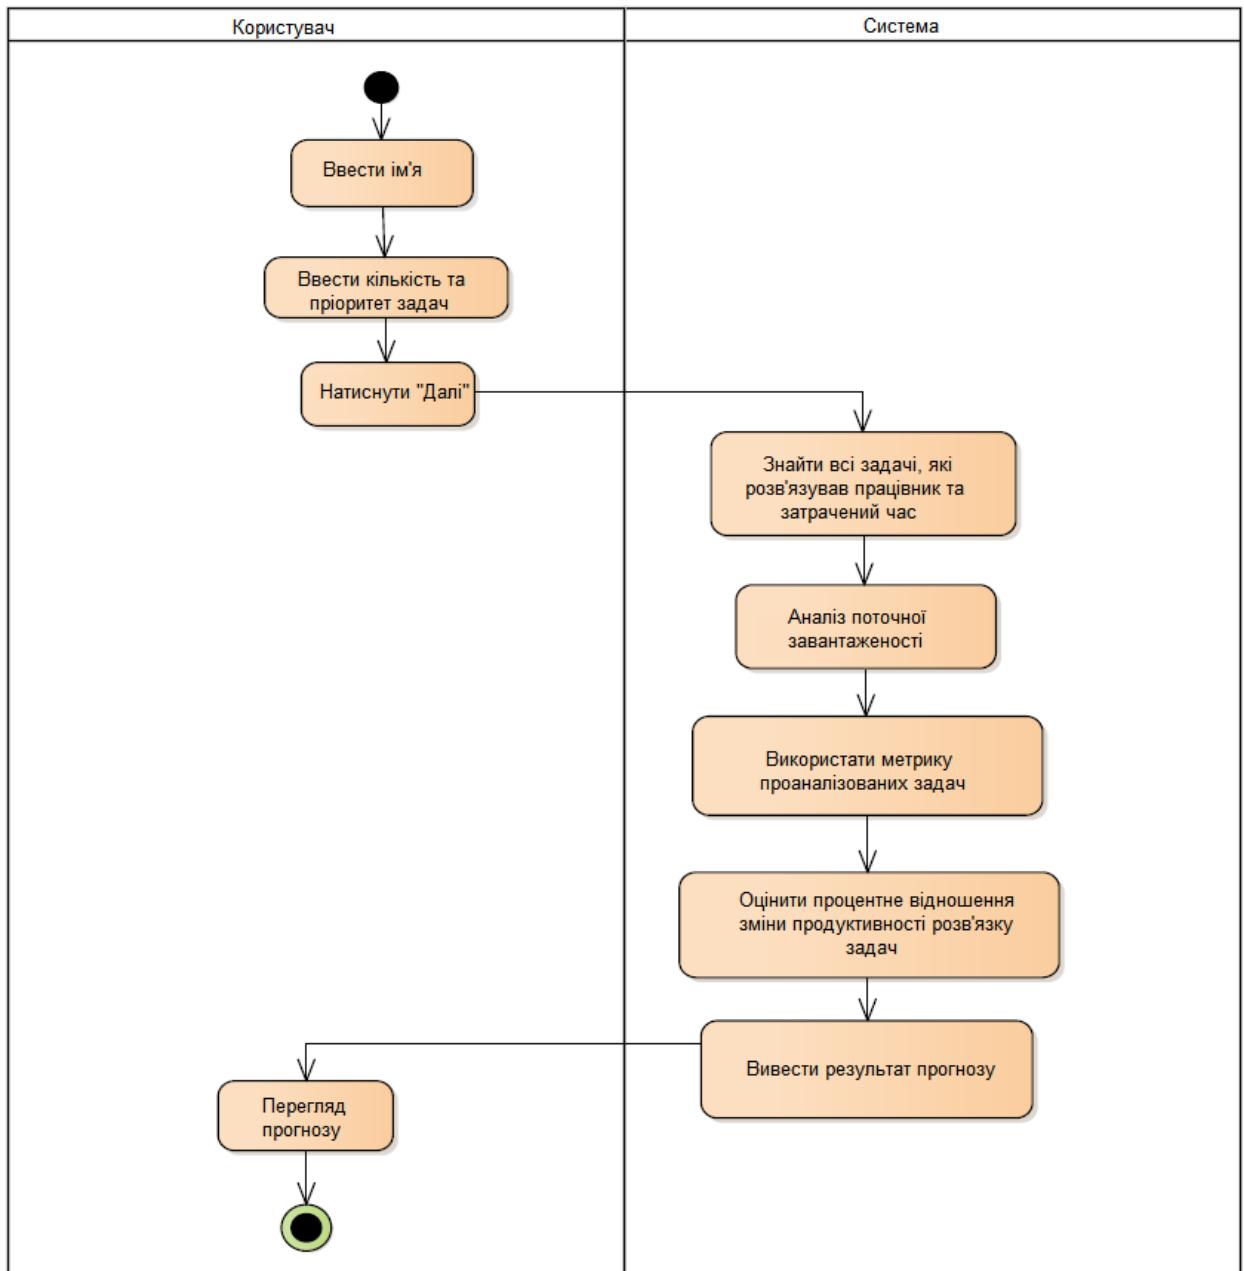 Користувач
Система
Ввести ім'я
Ввести кількість та
пріоритет задач
Натиснути "Далі"
Знайти всі задачі, які
розв'язував працівник та
затрачений час
Аналіз поточної
завантаженості
Використати метрику
проаналізованих задач
Оцінити процентне відношення
зміни продуктивності розв'язку
задач
Вивести результат прогнозу
Перегляд
прогнозу